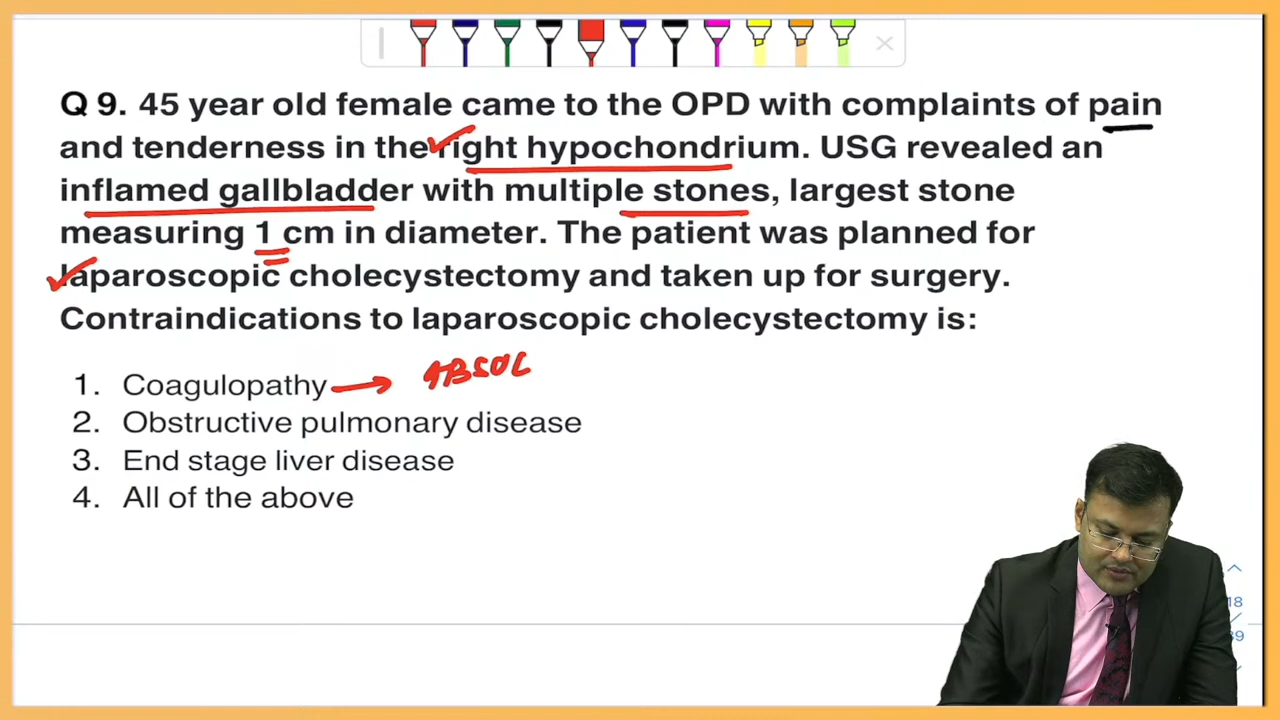 Q 9. 45 year old female came to the OPD with complaints of pain
and tenderness in the right hypochondrium. USG revealed an
inflamed gallbladder with multiple stones, largest stone
measuring 1 cm in diameter. The patient was planned for
laparoscopic cholecystectomy and taken up for surgery.
Contraindications to laparoscopic cholecystectomy is:
1. Coagulopathy → ABSOL
2. Obstructive pulmonary disease
3. End stage liver disease
4. All of the above
18
39